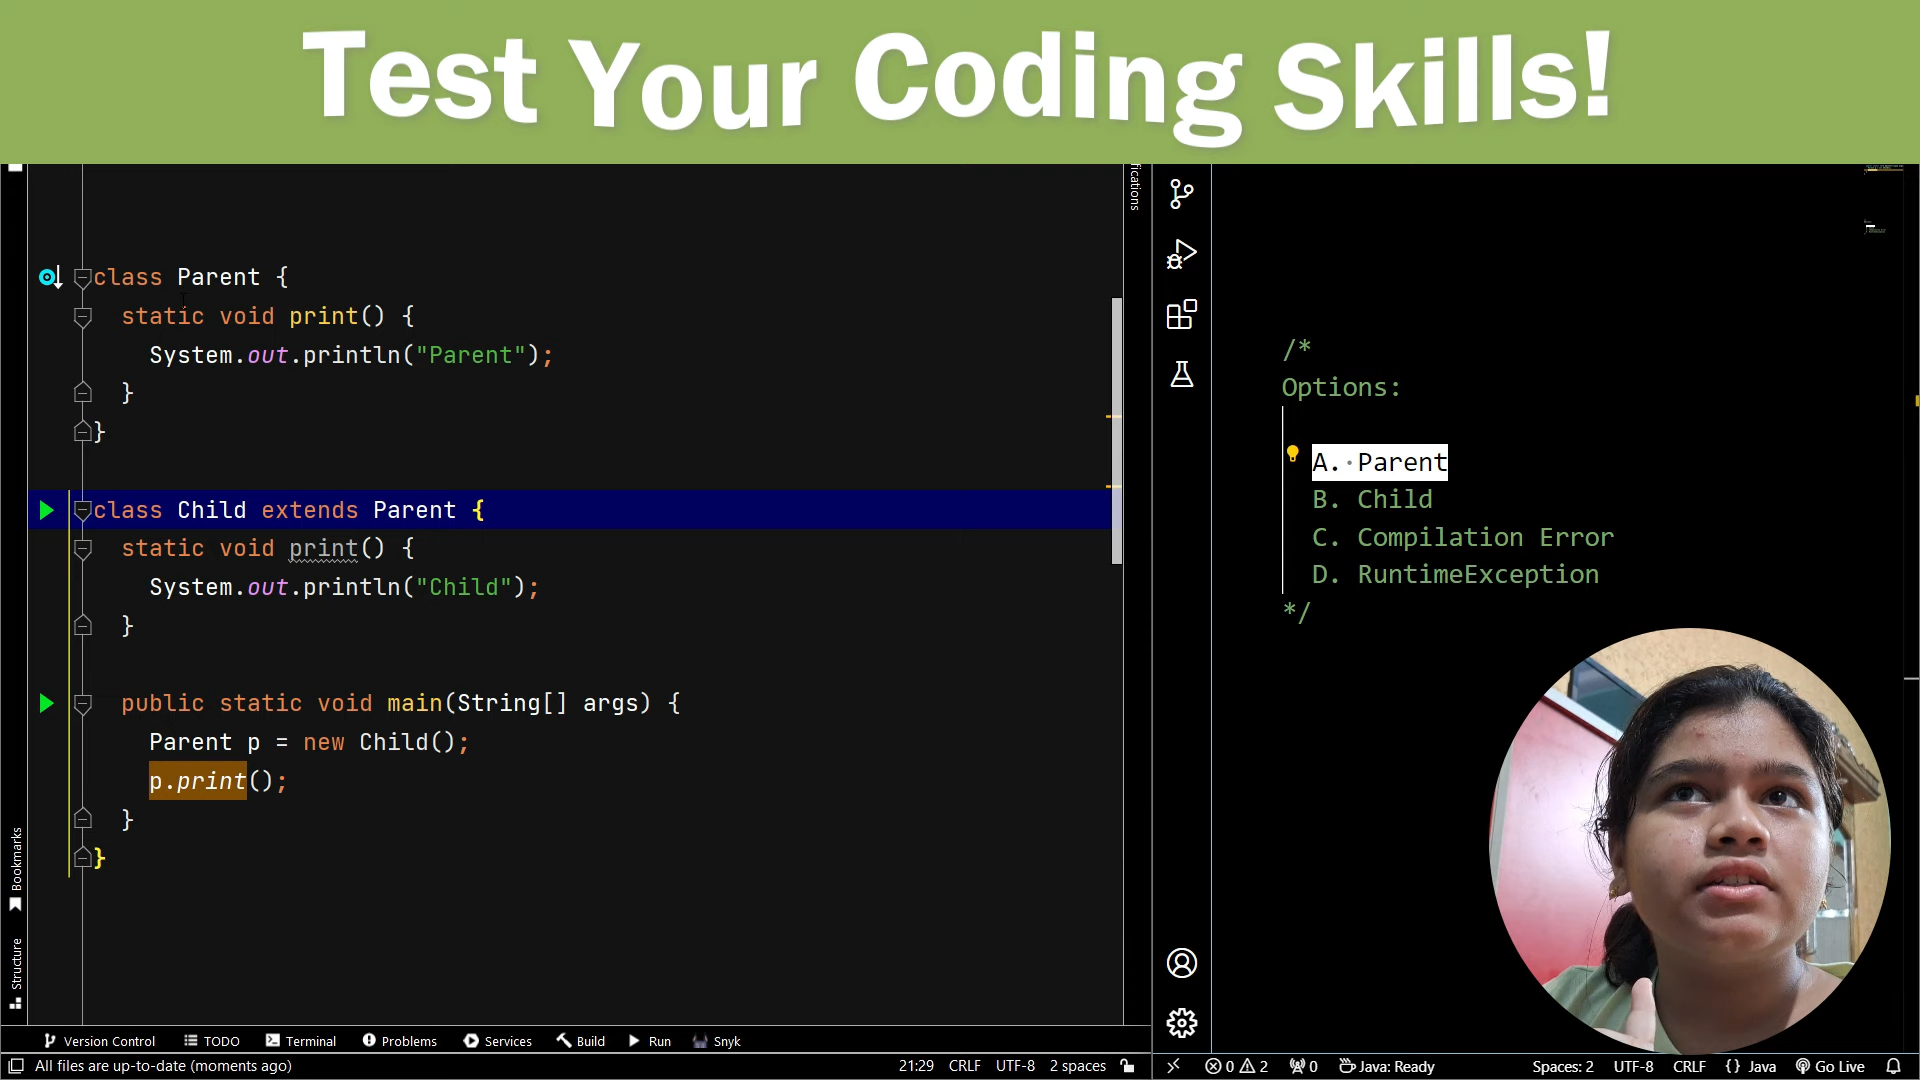 Test Your Coding Skills!
fications
class Parent {
static void print() {
System.out.println("Parent");
}
}
class Child extends Parent {
static void print() {
System.out.println("Child");
}
public static void main(String[] args) {
Parent p = new Child();
p.print();
}
}
/*
Options:
A. Parent
B. Child
C. Compilation Error
D. RuntimeException
*/
Bookmarks
Structure
Version Control
TODO
Terminal
Problems
Services
Build
Run
Snyk
All files are up-to-date (moments ago)
21:29 CRLF UTF-8 2 spaces
0 2 0 Java: Ready
Spaces: 2 UTF-8 CRLF {} Java Go Live